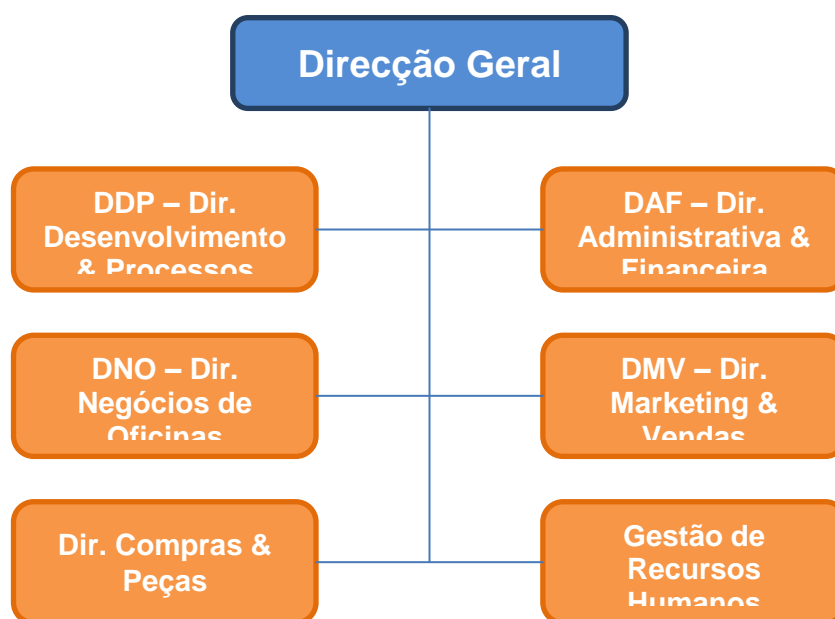 Direcção Geral
DDP – Dir.
Desenvolvimento
& Processos
DAF – Dir.
Administrativa &
Financeira
DNO – Dir.
Negócios de
Oficinas
DMV – Dir.
Marketing &
Vendas
Dir. Compras &
Peças
Gestão de
Recursos
Humanos